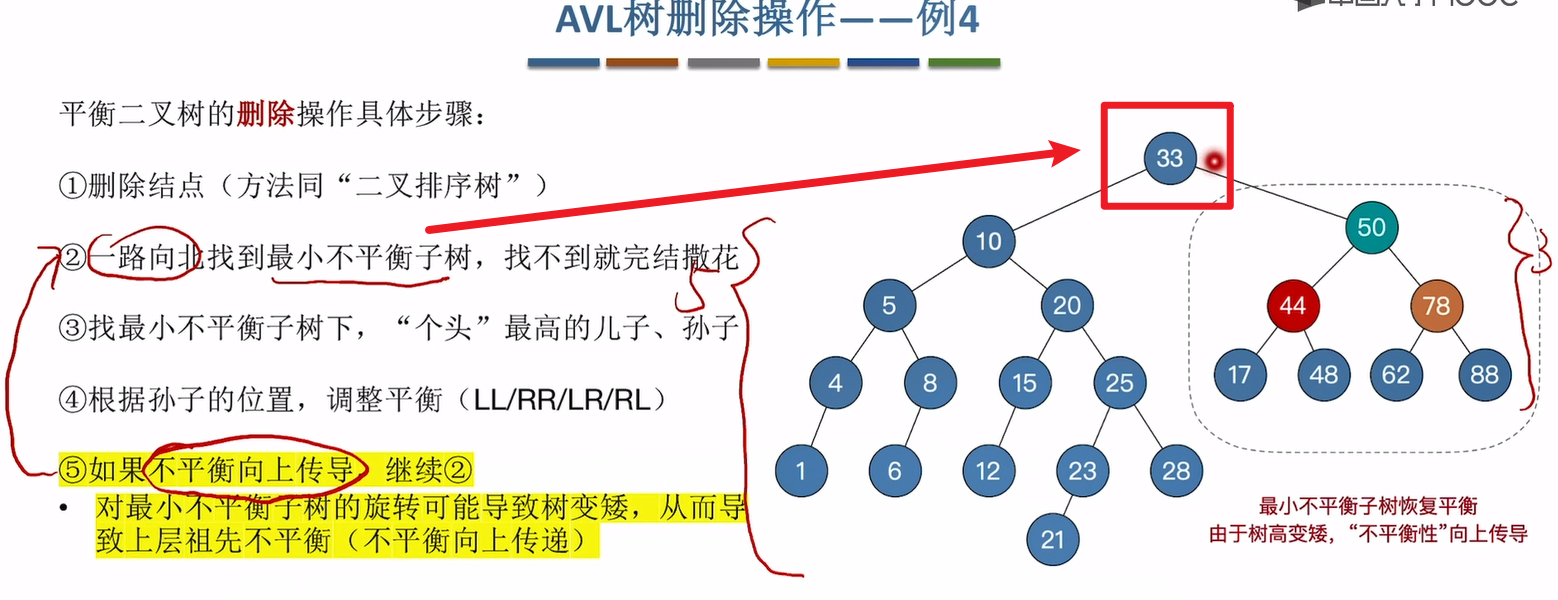 AVL树删除操作——例4
平衡二叉树的删除操作具体步骤：
①删除结点（方法同“二叉排序树”）
②一路向北找到最小不平衡子树，找不到就完结撒花
③找最小不平衡子树下，“个头”最高的儿子、孙子
④根据孙子的位置，调整平衡（LL/RR/LR/RL）
⑤如果不平衡向上传导，继续②
• 对最小不平衡子树的旋转可能导致树变矮，从而导
致上层祖先不平衡（不平衡向上传递）
5
33
10
50
3
5
20
44
78
4
8
15
25
17
48
62
88
1
6
12
23
28
21
最小不平衡子树恢复平衡
由于树高变矮，“不平衡性”向上传导